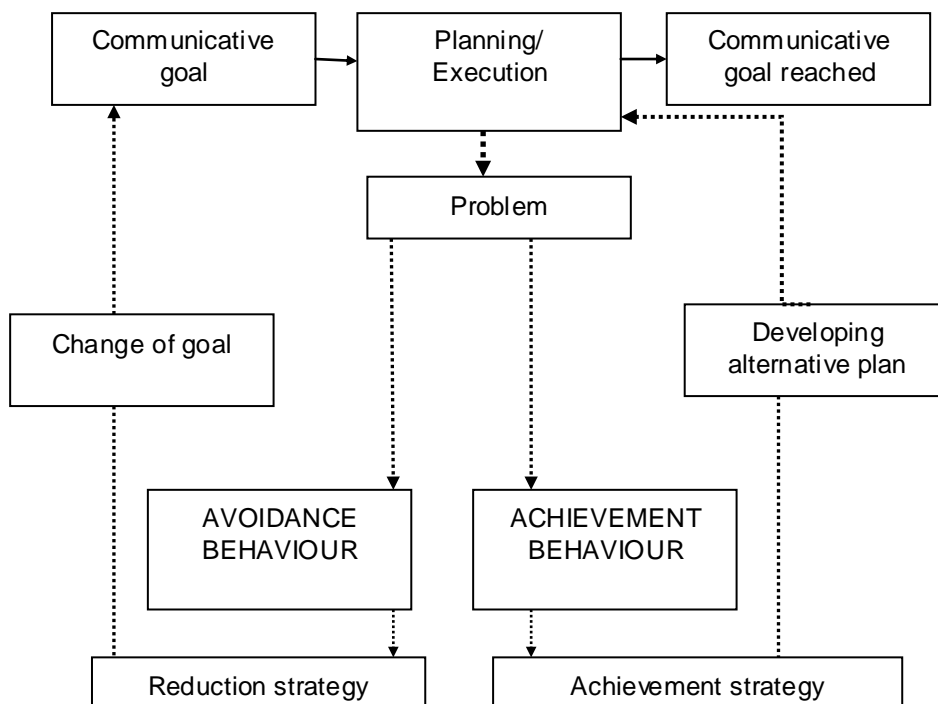 Communicative
goal
Planning/
Execution
Communicative
goal reached
Problem
Change of goal
Developing
alternative plan
AVOIDANCE
BEHAVIOUR
ACHIEVEMENT
BEHAVIOUR
Reduction strategy
Achievement strategy